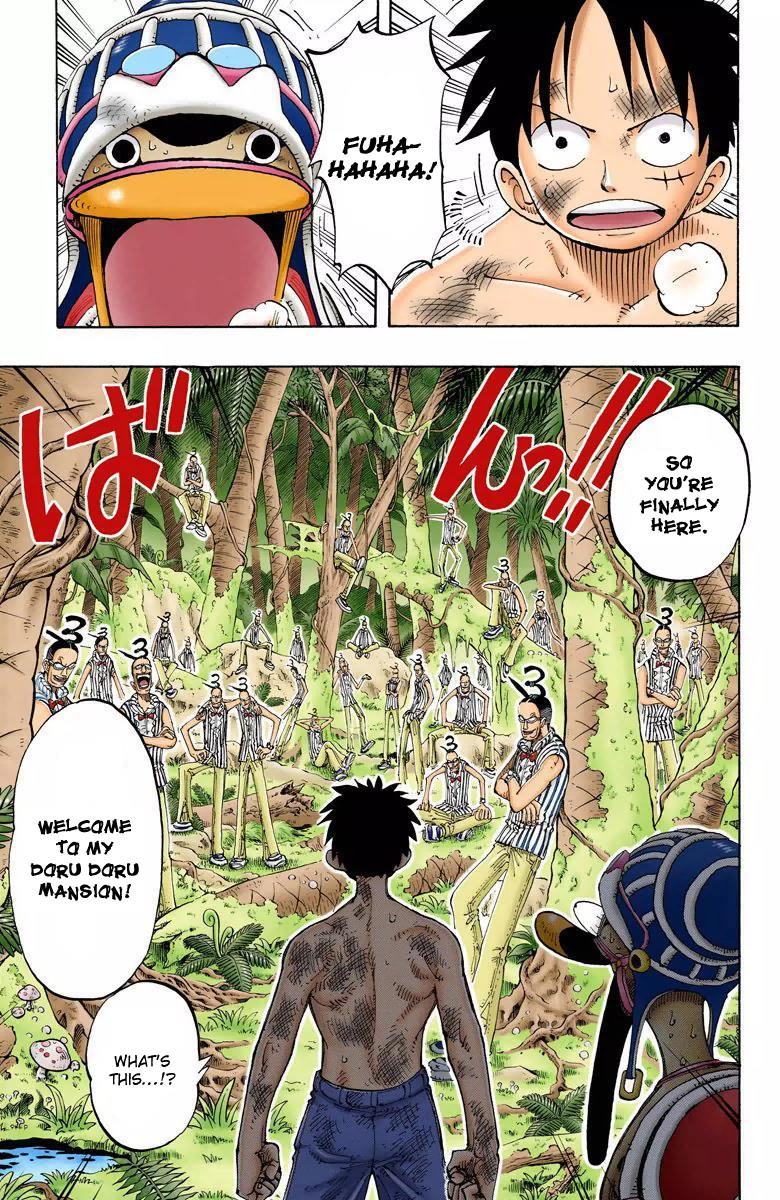 FUHA-
HAHAHA!
ばんっ!!
SO
YOU'RE
FINALLY
HERE.
WELCOME
TO MY
DORU DORU
MANSION!
WHAT'S
THIS...!?